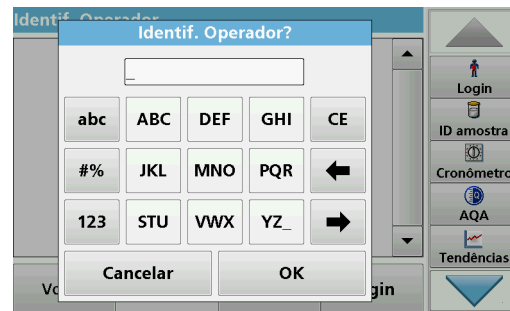 Identif. Operador
Identif. Operador?
_
abc ABC DEF GHI CE
#% JKL MNO PQR
123 STU VWX YZ_
Cancelar OK
Login
ID amostra
Cronômetro
AQA
Tendências